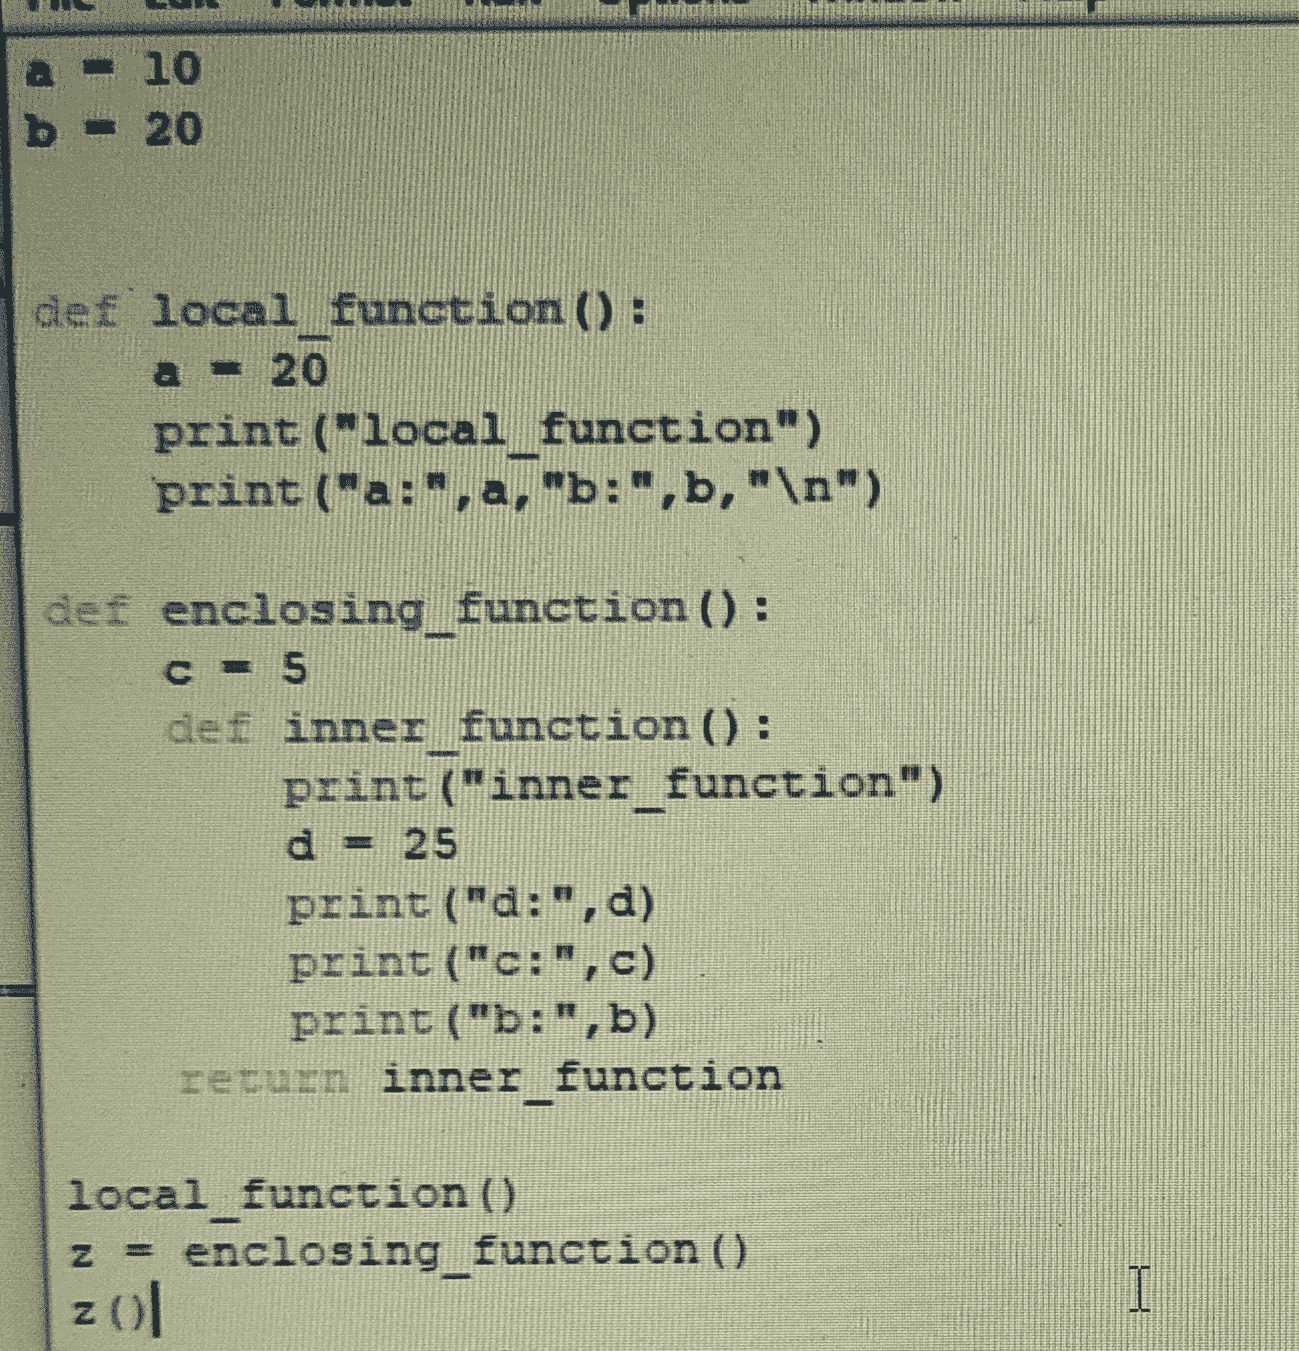 a = 10
b = 20
def local_function():
    a = 20
    print("local_function")
    print("a:",a,"b:",b,"\n")
def enclosing_function():
    c = 5
    def inner_function():
        print("inner_function")
        d = 25
        print("d:",d)
        print("c:",c)
        print("b:",b)
    return inner_function
local_function()
z = enclosing_function()
z()